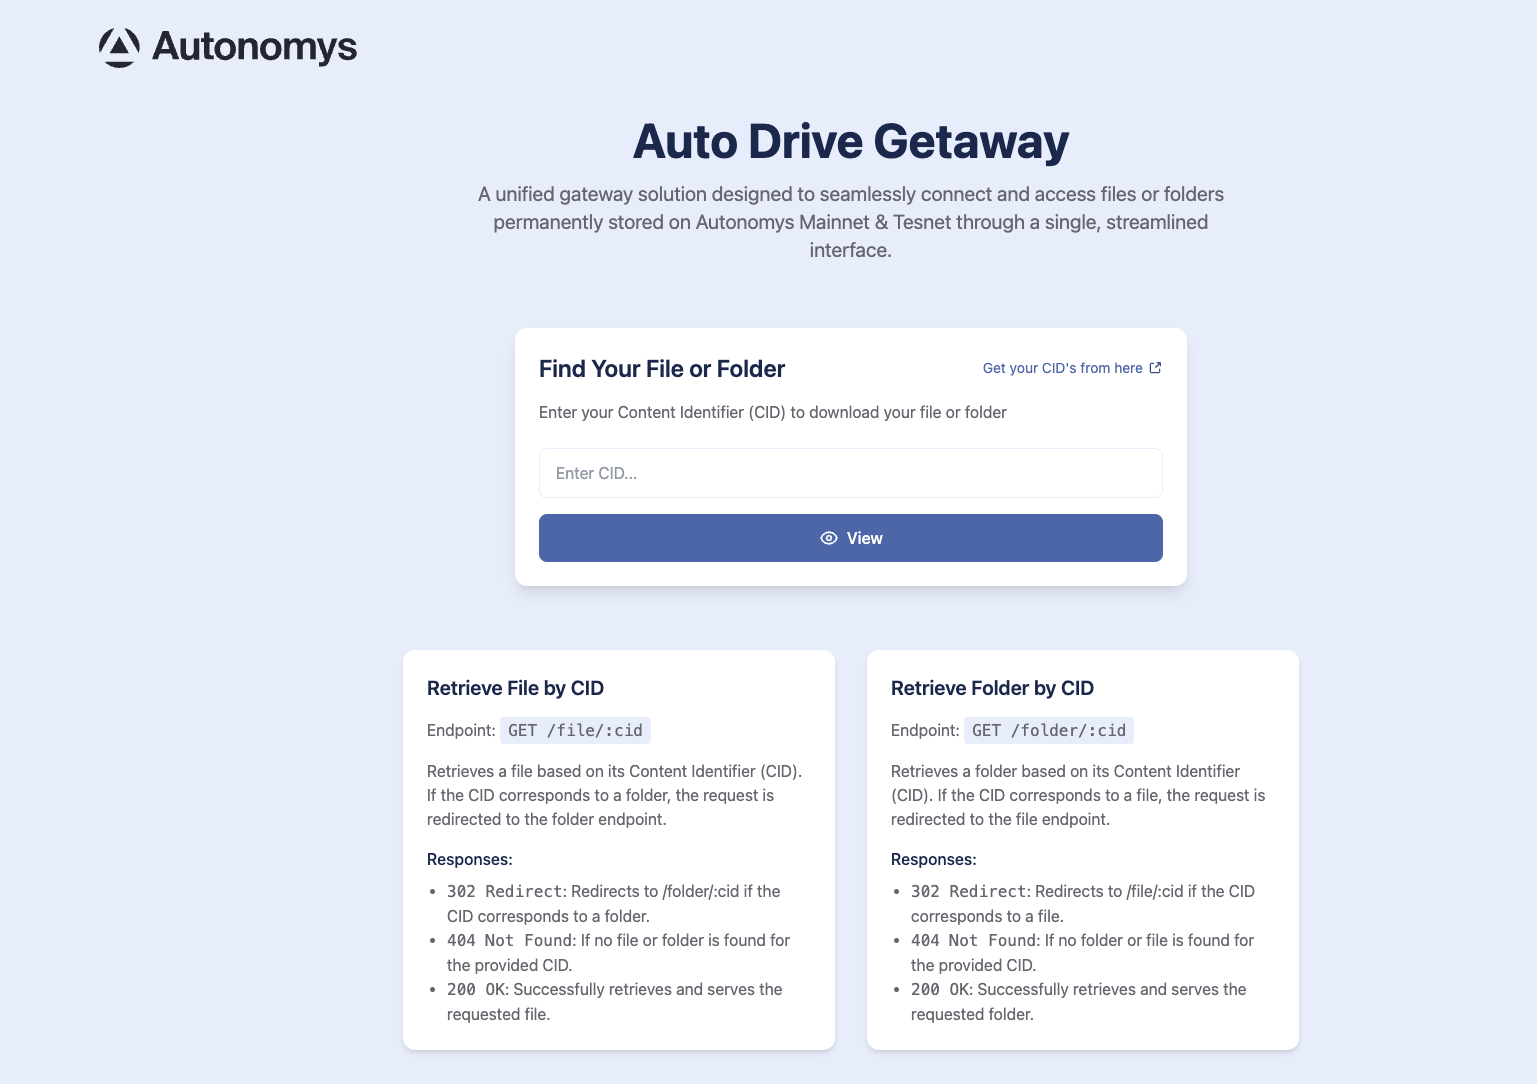 Autonomys
Auto Drive Getaway
A unified gateway solution designed to seamlessly connect and access files or folders
permanently stored on Autonomys Mainnet & Tesnet through a single, streamlined
interface.
Find Your File or Folder
Get your CID's from here
Enter your Content Identifier (CID) to download your file or folder
Enter CID...
View
Retrieve File by CID
Endpoint: GET /file/:cid
Retrieves a file based on its Content Identifier (CID).
If the CID corresponds to a folder, the request is
redirected to the folder endpoint.
Responses:
• 302 Redirect: Redirects to /folder/:cid if the
CID corresponds to a folder.
• 404 Not Found: If no file or folder is found for
the provided CID.
• 200 OK: Successfully retrieves and serves the
requested file.
Retrieve Folder by CID
Endpoint: GET /folder/:cid
Retrieves a folder based on its Content Identifier
(CID). If the CID corresponds to a file, the request is
redirected to the file endpoint.
Responses:
• 302 Redirect: Redirects to /file/:cid if the CID
corresponds to a file.
• 404 Not Found: If no folder or file is found for
the provided CID.
• 200 OK: Successfully retrieves and serves the
requested folder.